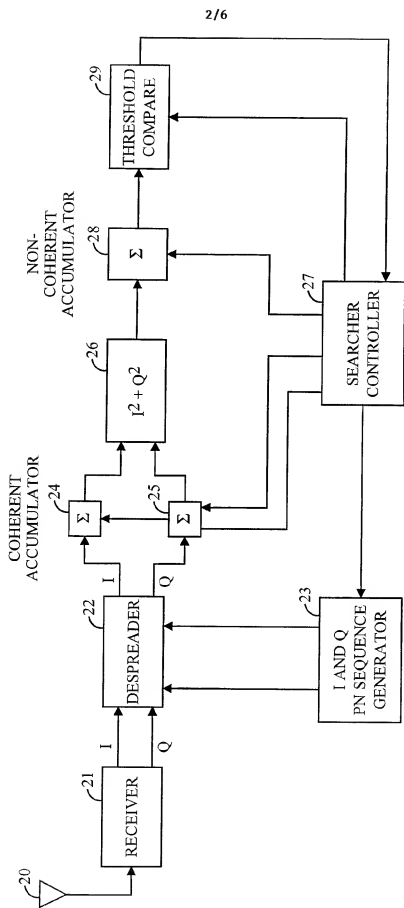 2/6
20
21
RECEIVER
I
Q
22
DESPREADER
I
Q
COHERENT
ACCUMULATOR
24
Σ
25
Σ
26
I² + Q²
NON-
COHERENT
ACCUMULATOR
28
Σ
29
THRESHOLD
COMPARE
23
I AND Q
PN SEQUENCE
GENERATOR
27
SEARCHER
CONTROLLER